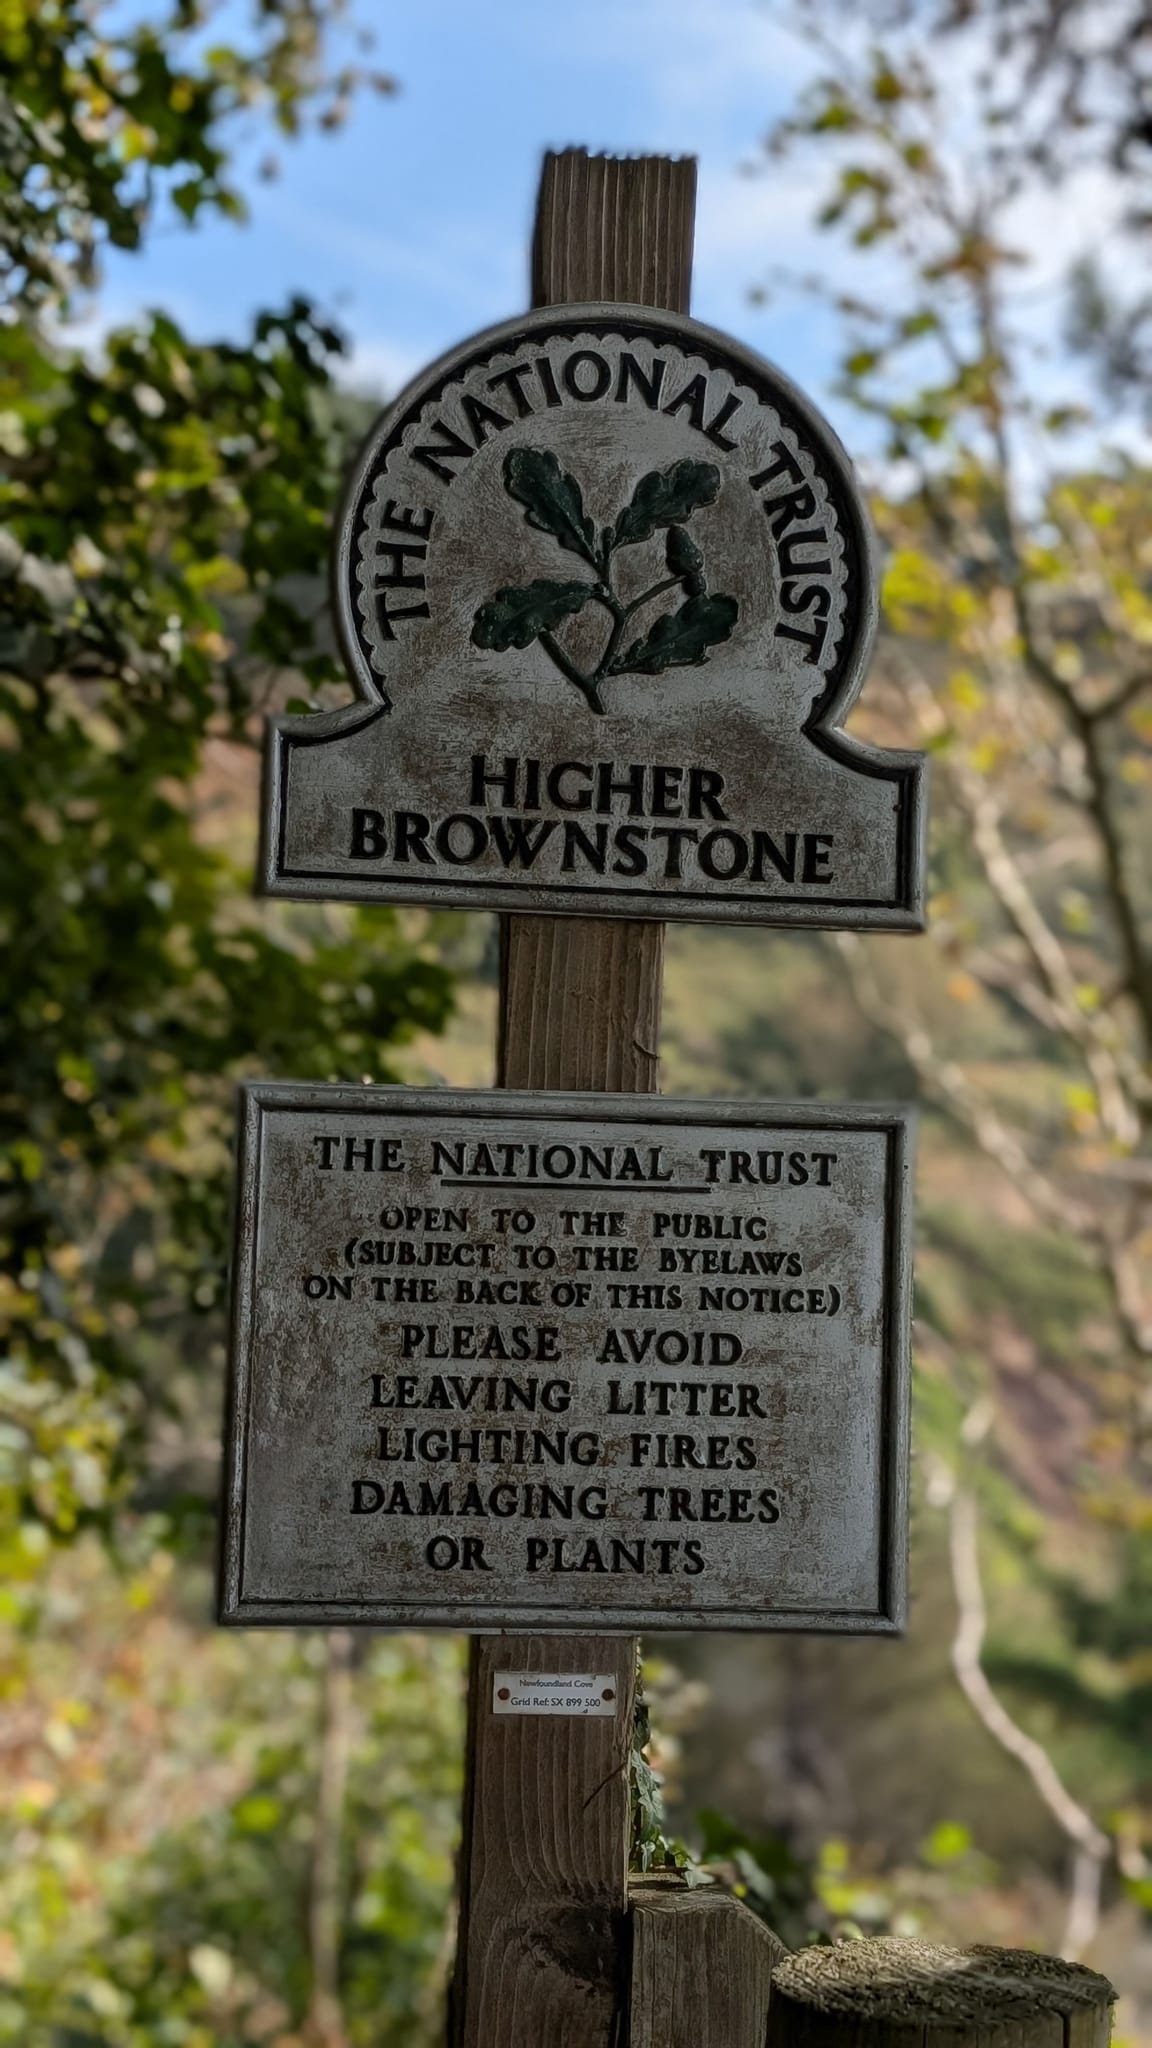 THE NATIONAL TRUST
HIGHER
BROWNSTONE
THE NATIONAL TRUST
OPEN TO THE PUBLIC
(SUBJECT TO THE BYELAWS
ON THE BACK OF THIS NOTICE)
PLEASE AVOID
LEAVING LITTER
LIGHTING FIRES
DAMAGING TREES
OR PLANTS
Newfoundland Cove
Grid Ref: SX 899 500